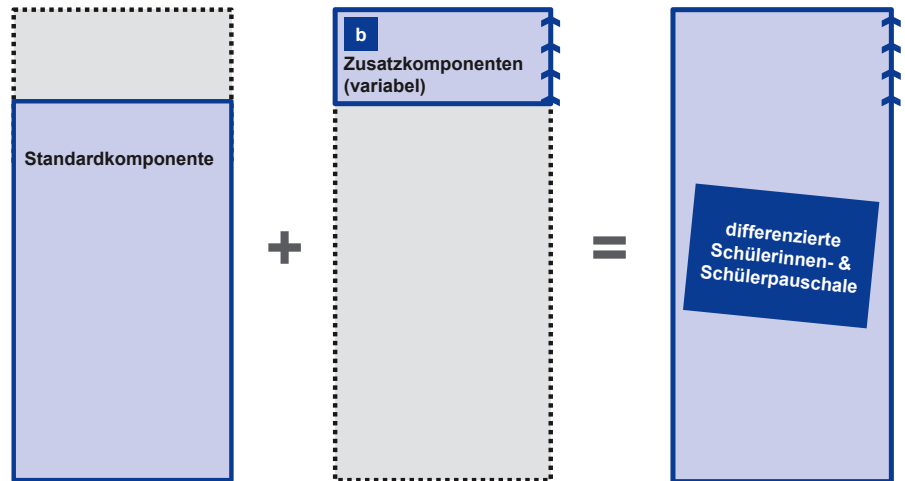 Standardkomponente
+
b
Zusatzkomponenten
(variabel)
=
differenzierte
Schülerinnen- &
Schülerpauschale